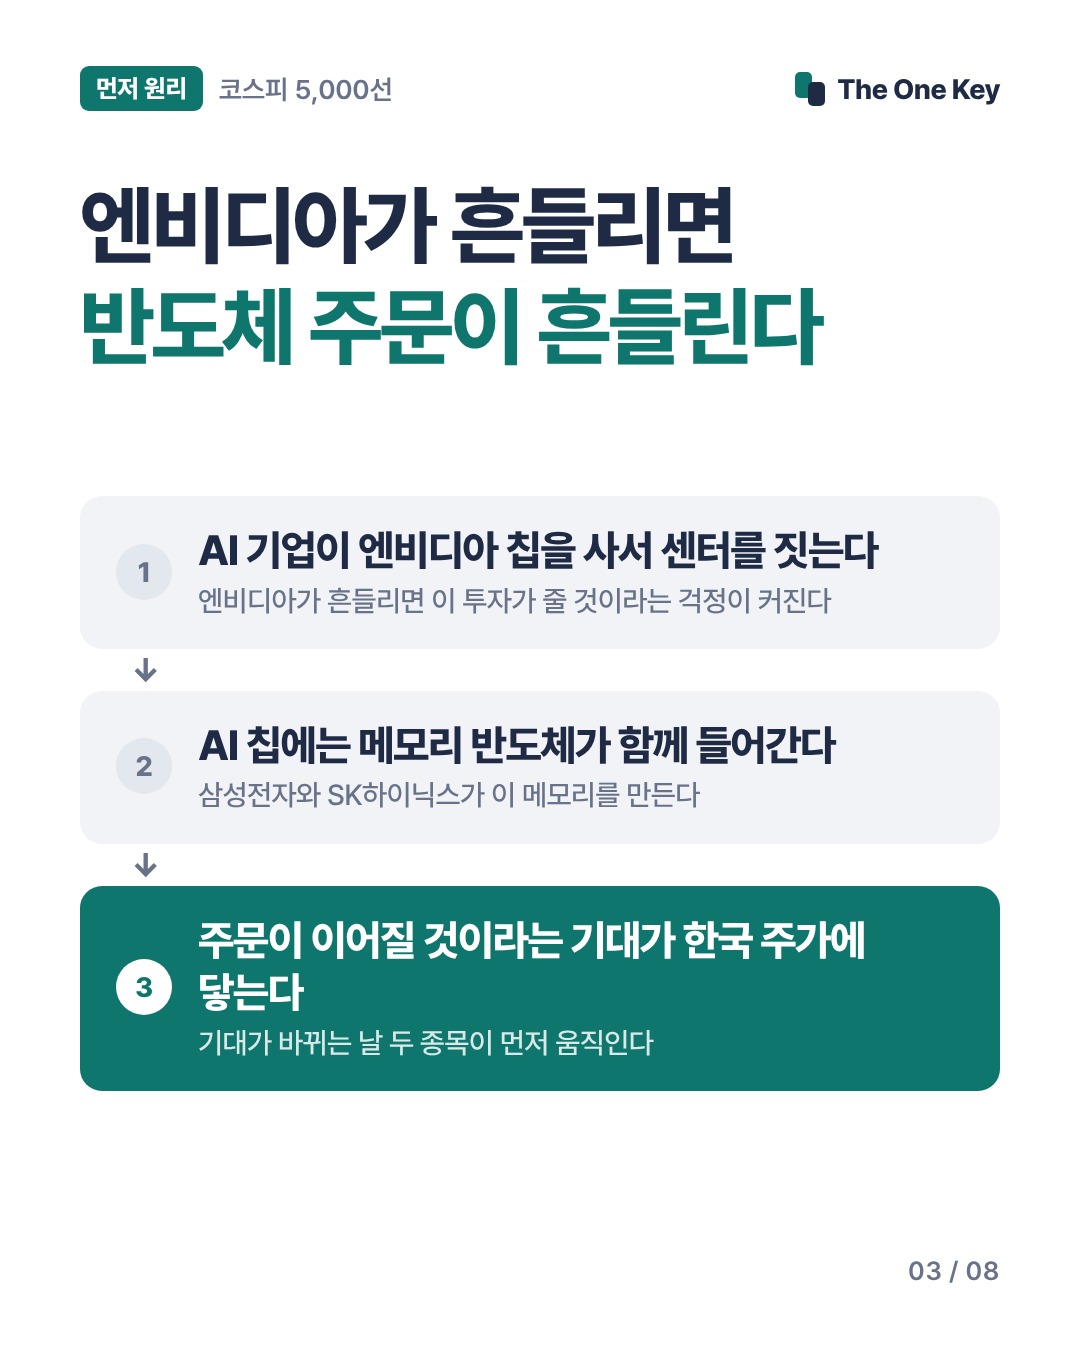 먼저 원리
코스피 5,000선
The One Key
엔비디아가 흔들리면
반도체 주문이 흔들린다
1
AI 기업이 엔비디아 칩을 사서 센터를 짓는다
엔비디아가 흔들리면 이 투자가 줄 것이라는 걱정이 커진다
↓
2
AI 칩에는 메모리 반도체가 함께 들어간다
삼성전자와 SK하이닉스가 이 메모리를 만든다
↓
3
주문이 이어질 것이라는 기대가 한국 주가에
닿는다
기대가 바뀌는 날 두 종목이 먼저 움직인다
03 / 08